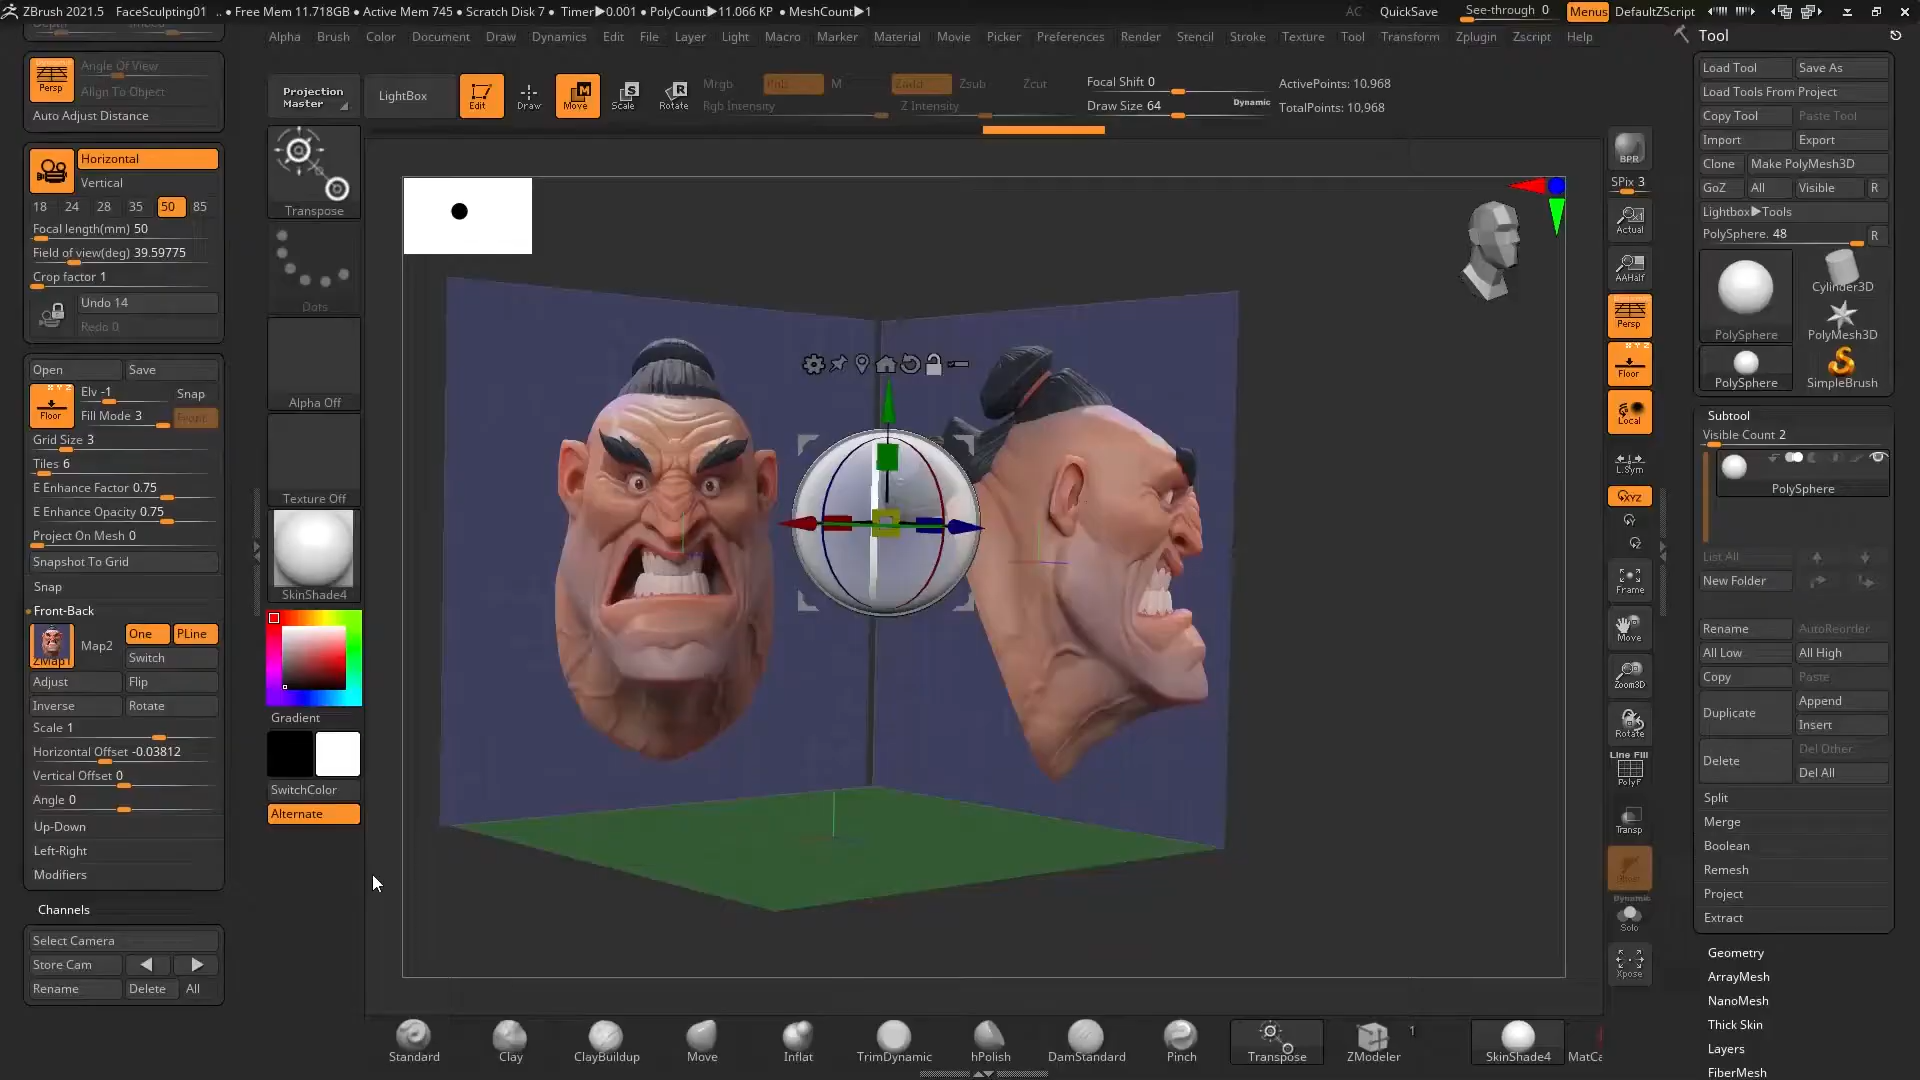 ZBrush 2021.5 FaceSculpting01 .. • Free Mem 11.718GB • Active Mem 745 • Scratch Disk 7 • Timer▶0.001 • PolyCount▶11.066 KP • MeshCount▶1
AC QuickSave See-through 0 Menus DefaultZScript
Alpha Brush Color Document Draw Dynamics Edit File Layer Light Macro Marker Material Movie Picker Preferences Render Stencil Stroke Texture Tool Transform Zplugin Zscript Help
Persp
Angle Of View
Align To Object
Auto Adjust Distance
Horizontal
Vertical
18 24 28 35 50 85
Focal length(mm) 50
Field of view(deg) 39.59775
Crop factor 1
Undo 14
Redo 0
Open Save
Floor
Elv -1 Snap
Fill Mode 3
Grid Size 3
Tiles 6
E Enhance Factor 0.75
E Enhance Opacity 0.75
Project On Mesh 0
Snapshot To Grid
Snap
Front-Back
Map2 One PLine
Switch
Adjust Flip
Inverse Rotate
Scale 1
Horizontal Offset -0.03812
Vertical Offset 0
Angle 0
Up-Down
Left-Right
Modifiers
Channels
Select Camera
Store Cam
Rename Delete All
Projection Master
LightBox
Edit Draw Move Scale Rotate
Mrgb Rgb M Zadd Zsub Zcut
Rgb Intensity Z Intensity
Focal Shift 0
Draw Size 64 Dynamic
ActivePoints: 10,968
TotalPoints: 10,968
Transpose
Dots
Alpha Off
Texture Off
SkinShade4
Gradient
SwitchColor
Alternate
BPR
SPix 3
Actual
AAHalf
Persp
Floor
Local
L.Sym
XYZ
Frame
Move
Zoom3D
Rotate
Line Fill
PolyF
Transp
Dynamic
Solo
Xpose
Tool
Load Tool Save As
Load Tools From Project
Copy Tool Paste Tool
Import Export
Clone Make PolyMesh3D
GoZ All Visible R
Lightbox▶Tools
PolySphere. 48 R
PolySphere
Cylinder3D
PolyMesh3D
PolySphere
SimpleBrush
Subtool
Visible Count 2
PolySphere
List All
New Folder
Rename AutoReorder
All Low All High
Copy Paste
Duplicate Append
Insert
Delete Del Other
Del All
Split
Merge
Boolean
Remesh
Project
Extract
Geometry
ArrayMesh
NanoMesh
Thick Skin
Layers
FiberMesh
Standard Clay ClayBuildup Move Inflat TrimDynamic hPolish DamStandard Pinch Transpose ZModeler 1 SkinShade4 MatCa